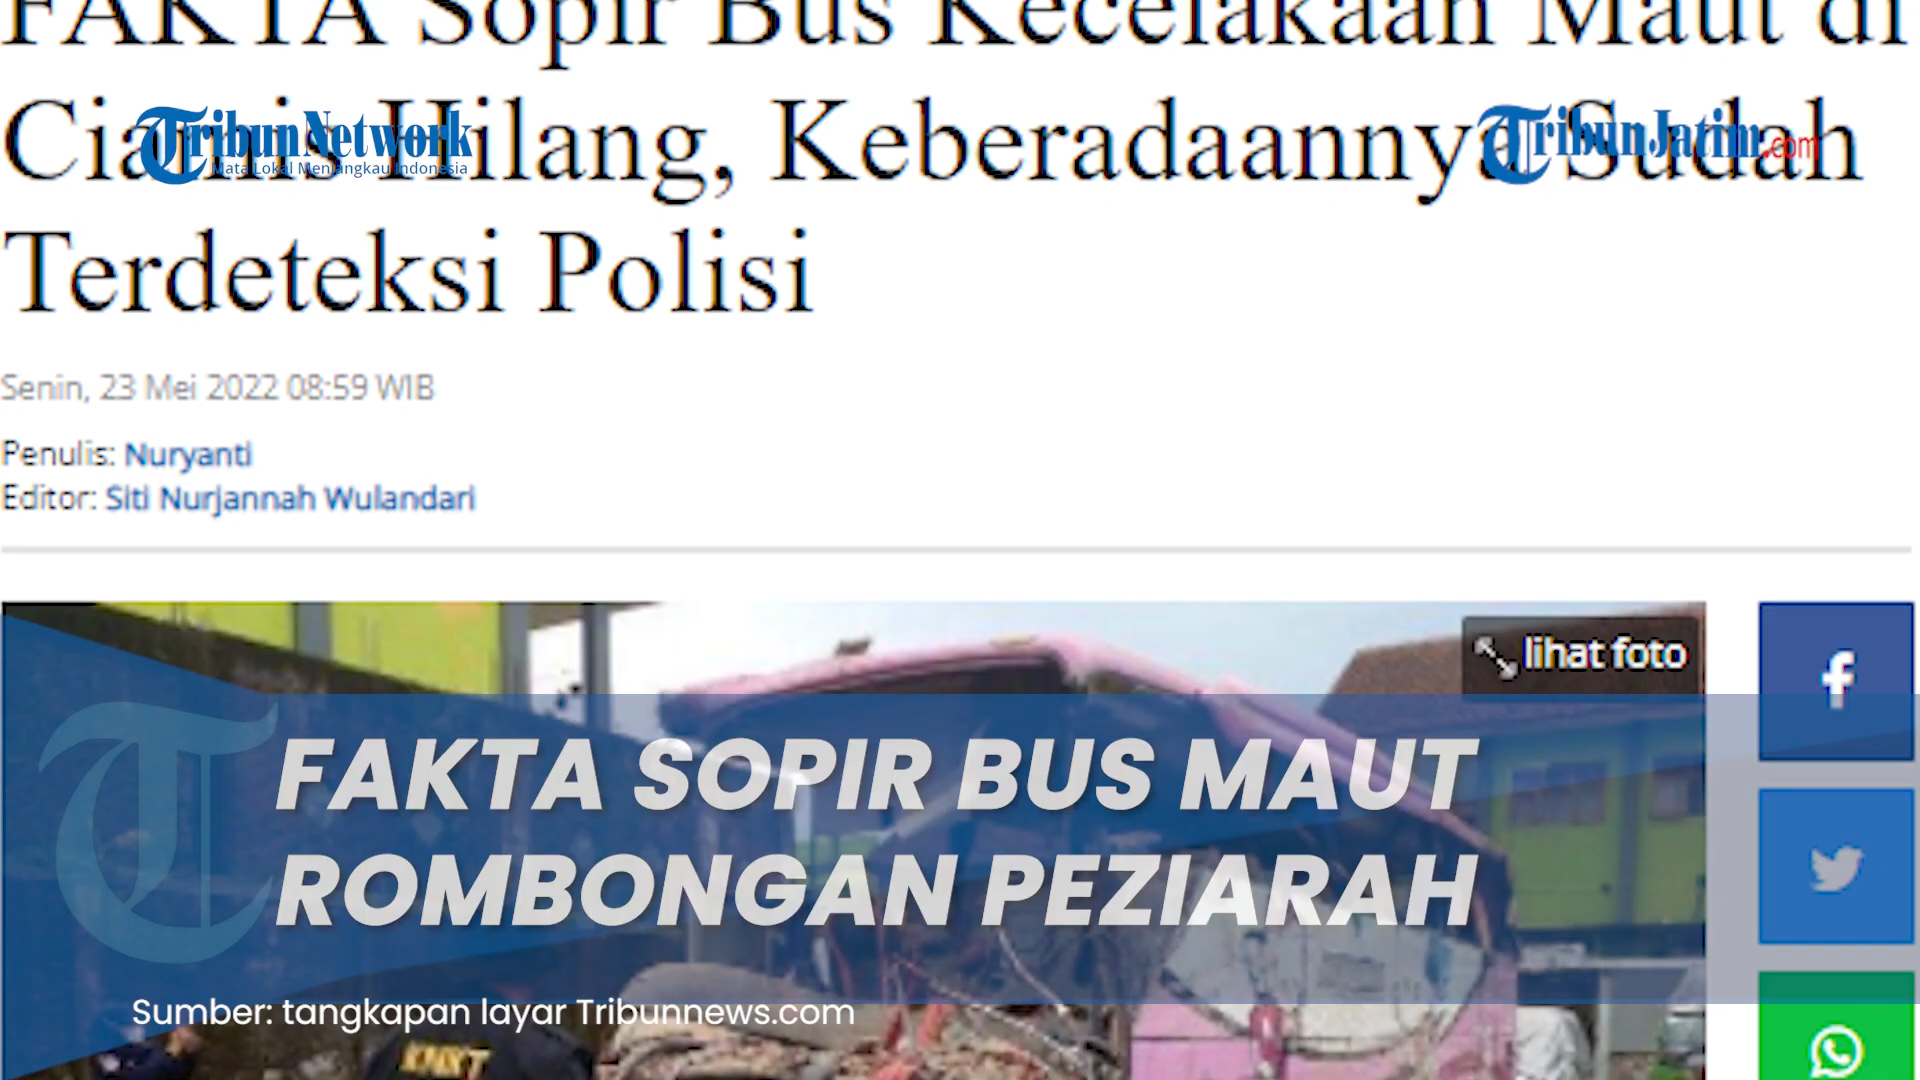 FAKTA Sopir Bus Kecelakaan Maut di
Ciamis Hilang, Keberadaannya Sudah
Terdeteksi Polisi
Tribun Network
Mata Lokal Menjangkau Indonesia
TribunJatim.com
Senin, 23 Mei 2022 08:59 WIB
Penulis: Nuryanti
Editor: Siti Nurjannah Wulandari
lihat foto
FAKTA SOPIR BUS MAUT
ROMBONGAN PEZIARAH
Sumber: tangkapan layar Tribunnews.com
KNKT